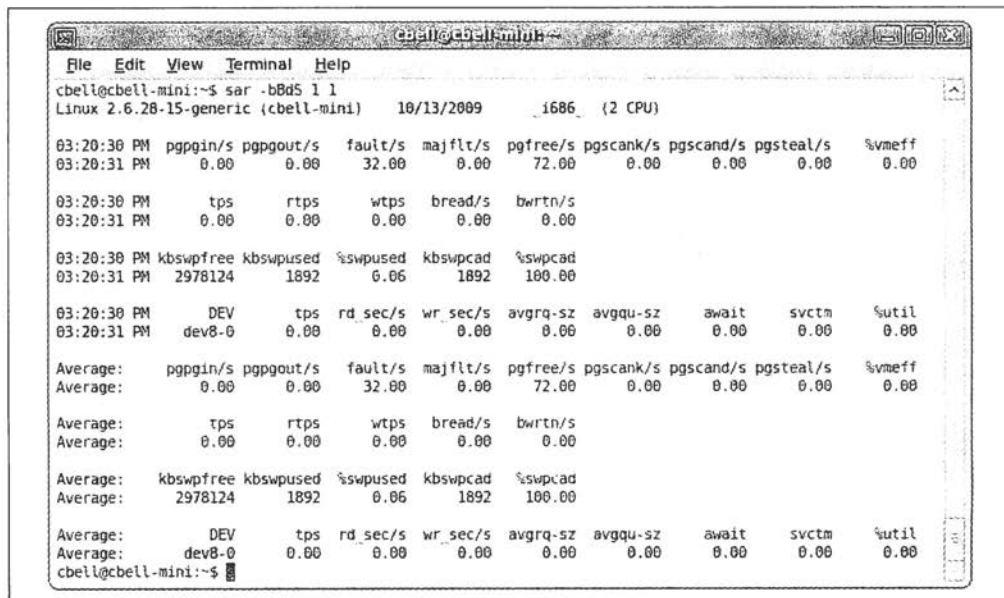 cbell@cbell-mini: ~
File Edit View Terminal Help
cbell@cbell-mini:~$ sar -bBdS 1 1
Linux 2.6.28-15-generic (cbell-mini) 10/13/2009 _i686_ (2 CPU)
03:20:30 PM pgpgin/s pgpgout/s fault/s majflt/s pgfree/s pgscank/s pgscand/s pgsteal/s %vmeff
03:20:31 PM 0.00 0.00 32.00 0.00 72.00 0.00 0.00 0.00 0.00
03:20:30 PM tps rtps wtps bread/s bwrtn/s
03:20:31 PM 0.00 0.00 0.00 0.00 0.00
03:20:30 PM kbswpfree kbswpused %swpused kbswpcad %swpcad
03:20:31 PM 2978124 1892 0.06 1892 100.00
03:20:30 PM DEV tps rd_sec/s wr_sec/s avgrq-sz avgqu-sz await svctm %util
03:20:31 PM dev8-0 0.00 0.00 0.00 0.00 0.00 0.00 0.00 0.00
Average: pgpgin/s pgpgout/s fault/s majflt/s pgfree/s pgscank/s pgscand/s pgsteal/s %vmeff
Average: 0.00 0.00 32.00 0.00 72.00 0.00 0.00 0.00 0.00
Average: tps rtps wtps bread/s bwrtn/s
Average: 0.00 0.00 0.00 0.00 0.00
Average: kbswpfree kbswpused %swpused kbswpcad %swpcad
Average: 2978124 1892 0.06 1892 100.00
Average: DEV tps rd_sec/s wr_sec/s avgrq-sz avgqu-sz await svctm %util
Average: dev8-0 0.00 0.00 0.00 0.00 0.00 0.00 0.00 0.00
cbell@cbell-mini:~$